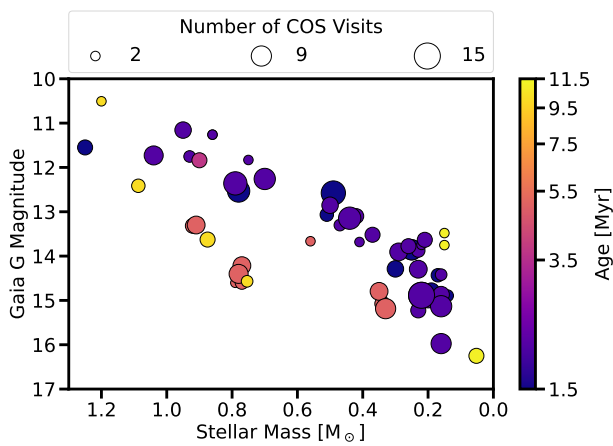 Number of COS Visits
2 9 15
10
11
12
13
14
15
16
17
Gaia G Magnitude
1.2 1.0 0.8 0.6 0.4 0.2 0.0
Stellar Mass [M⊙]
11.5
9.5
7.5
5.5
3.5
1.5
Age [Myr]